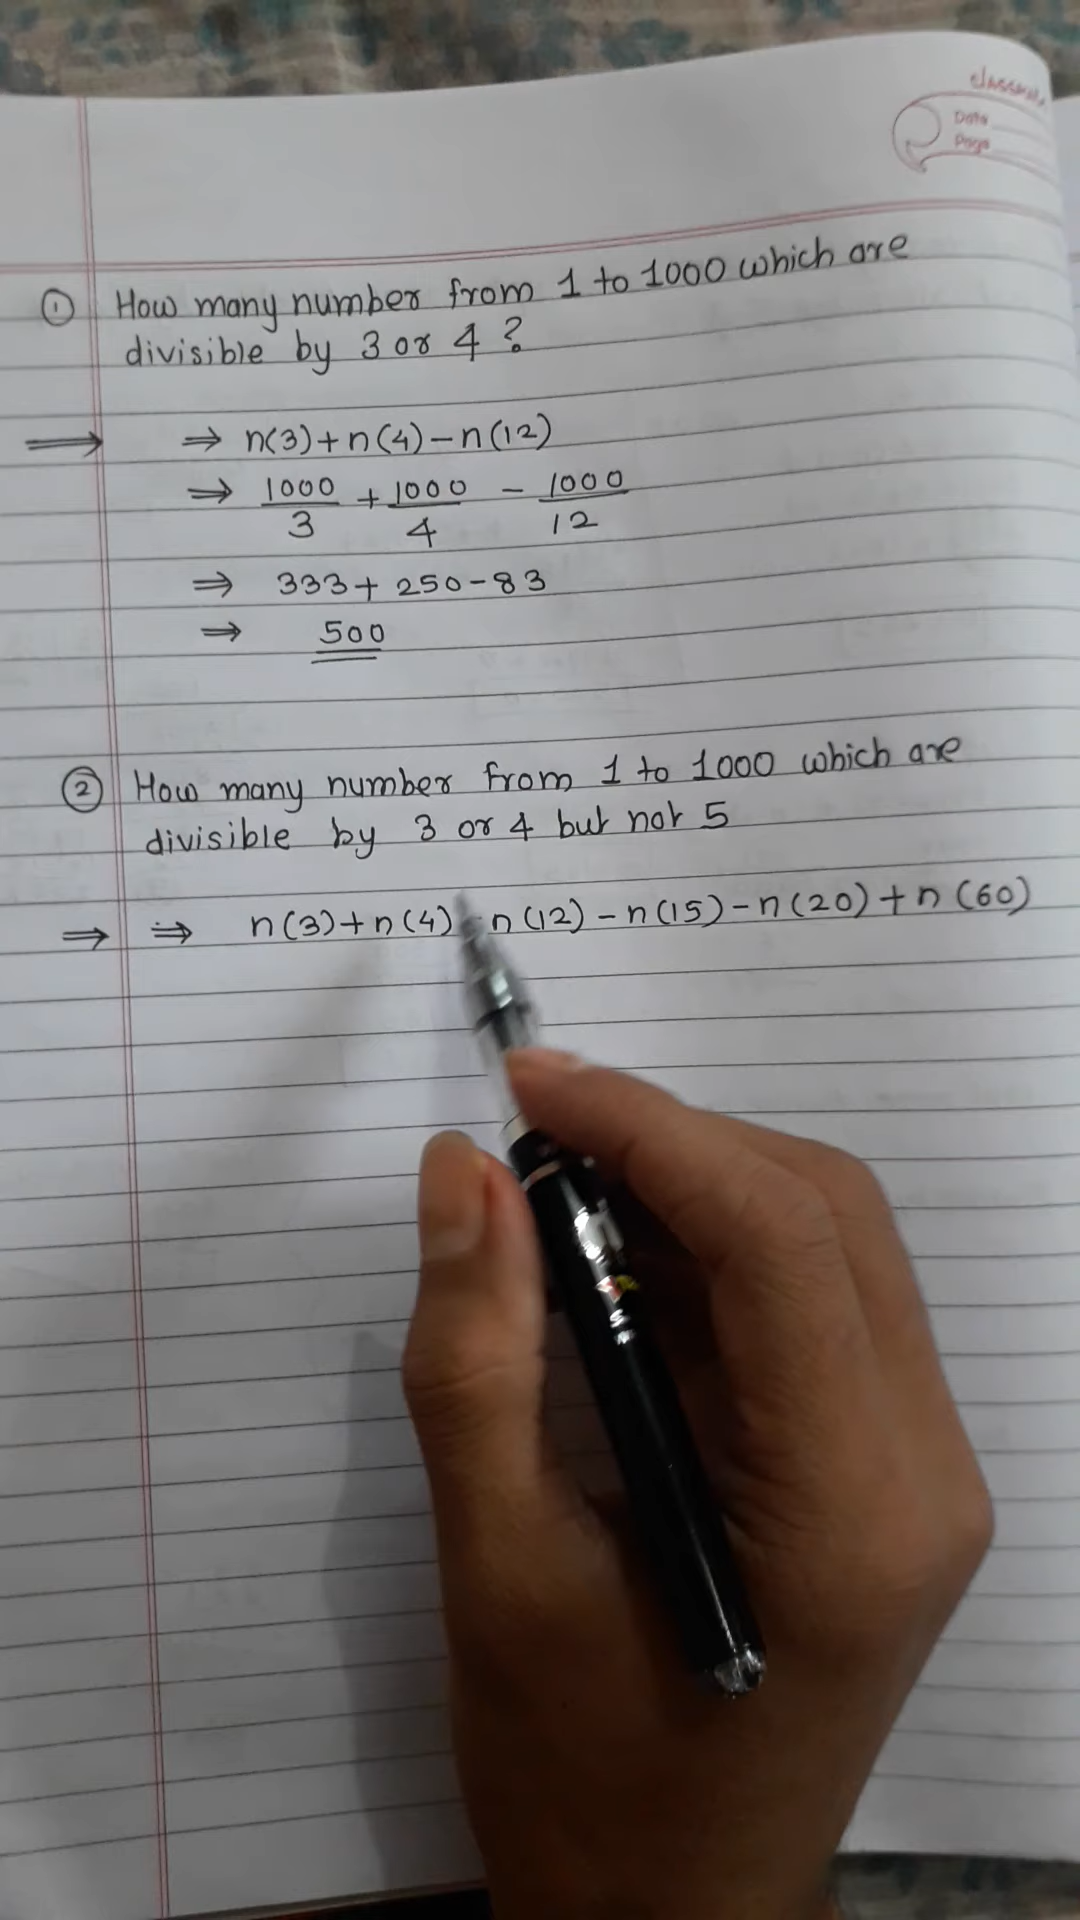 classmate
Date
Page
① How many number from 1 to 1000 which are
divisible by 3 or 4 ?
⟹ ⇒ n(3)+n(4)-n(12)
⇒ 1000/3 + 1000/4 - 1000/12
⇒ 333+ 250-83
⇒ 500
② How many number from 1 to 1000 which are
divisible by 3 or 4 but not 5
⇒ ⇒ n(3)+n(4) - n(12) - n(15) - n(20) + n(60)